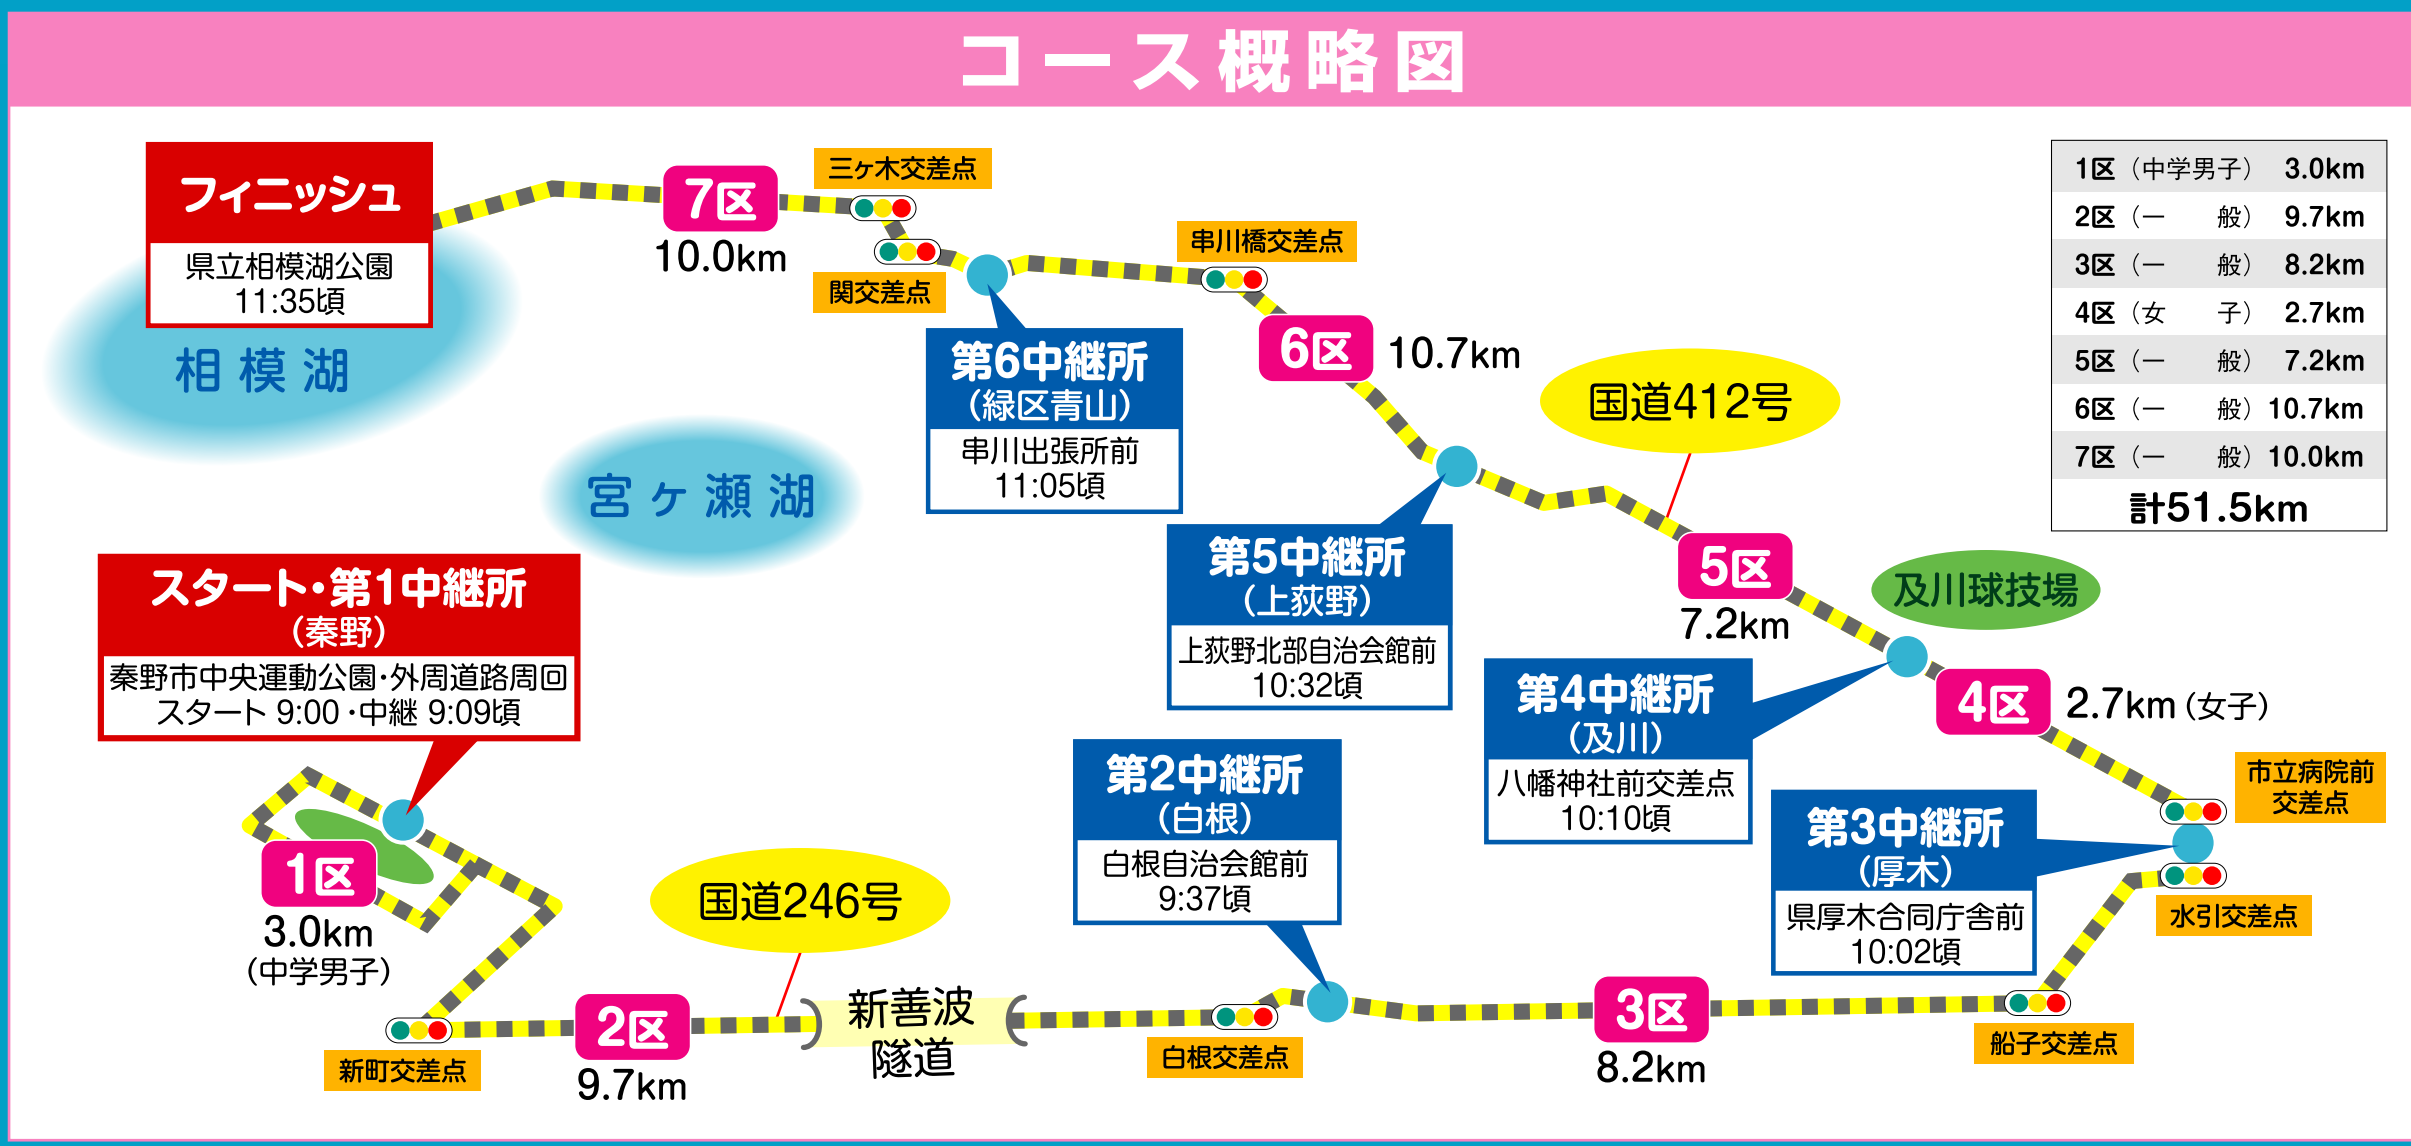 コース概略図
フィニッシュ
県立相模湖公園
11:35頃
相模湖
7区
10.0km
三ヶ木交差点
関交差点
串川橋交差点
第6中継所
(緑区青山)
串川出張所前
11:05頃
6区
10.7km
国道412号
1区(中学男子) 3.0km
2区(一 般) 9.7km
3区(一 般) 8.2km
4区(女 子) 2.7km
5区(一 般) 7.2km
6区(一 般) 10.7km
7区(一 般) 10.0km
計51.5km
宮ヶ瀬湖
第5中継所
(上荻野)
上荻野北部自治会館前
10:32頃
5区
7.2km
及川球技場
スタート・第1中継所
(秦野)
秦野市中央運動公園・外周道路周回
スタート 9:00・中継 9:09頃
第4中継所
(及川)
八幡神社前交差点
10:10頃
4区
2.7km(女子)
市立病院前
交差点
第2中継所
(白根)
白根自治会館前
9:37頃
第3中継所
(厚木)
県厚木合同庁舎前
10:02頃
水引交差点
1区
3.0km
(中学男子)
国道246号
新町交差点
2区
9.7km
新善波
隧道
白根交差点
3区
8.2km
船子交差点